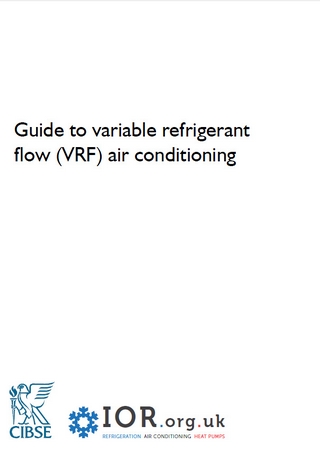 Guide to variable refrigerant
flow (VRF) air conditioning
CIBSE
IOR.org.uk
REFRIGERATION AIR CONDITIONING HEAT PUMPS